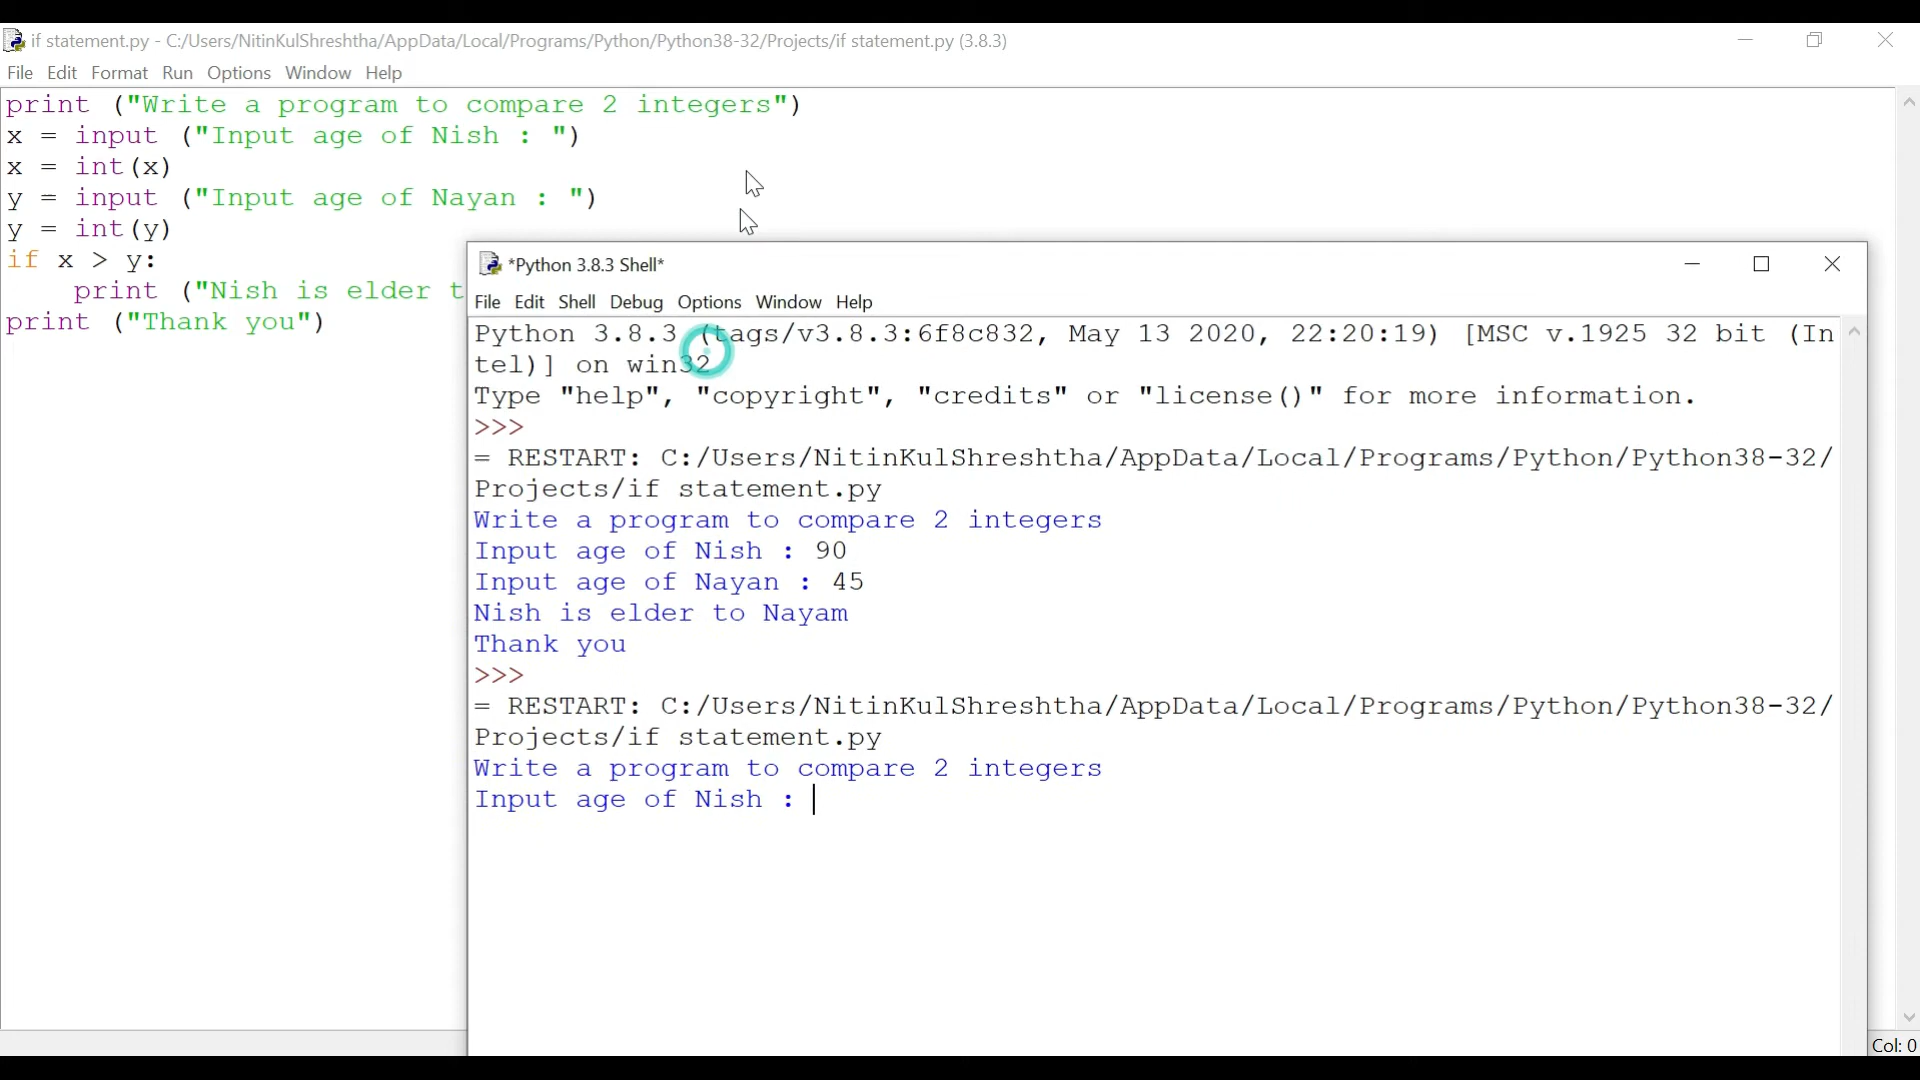 if statement.py - C:/Users/NitinKulShreshtha/AppData/Local/Programs/Python/Python38-32/Projects/if statement.py (3.8.3)
File Edit Format Run Options Window Help
print ("Write a program to compare 2 integers")
x = input ("Input age of Nish : ")
x = int(x)
y = input ("Input age of Nayan : ")
y = int(y)
if x > y:
    print ("Nish is elder t
print ("Thank you")
*Python 3.8.3 Shell*
File Edit Shell Debug Options Window Help
Python 3.8.3 (tags/v3.8.3:6f8c832, May 13 2020, 22:20:19) [MSC v.1925 32 bit (In
tel)] on win32
Type "help", "copyright", "credits" or "license()" for more information.
>>>
= RESTART: C:/Users/NitinKulShreshtha/AppData/Local/Programs/Python/Python38-32/
Projects/if statement.py
Write a program to compare 2 integers
Input age of Nish : 90
Input age of Nayan : 45
Nish is elder to Nayam
Thank you
>>>
= RESTART: C:/Users/NitinKulShreshtha/AppData/Local/Programs/Python/Python38-32/
Projects/if statement.py
Write a program to compare 2 integers
Input age of Nish :
Col: 0